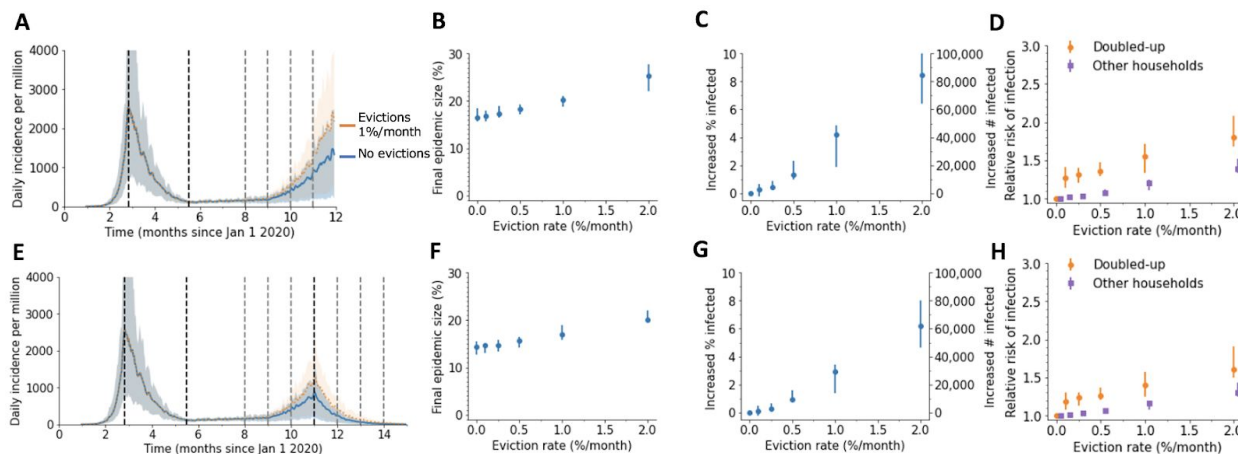 A
Daily incidence per million
4000
3000
2000
1000
0
0 2 4 6 8 10 12
Time (months since Jan 1 2020)
Evictions
1%/month
No evictions
B
Final epidemic size (%)
30
20
10
0
0.0 0.5 1.0 1.5 2.0
Eviction rate (%/month)
C
Increased % infected
10
8
6
4
2
0
0.0 0.5 1.0 1.5 2.0
Eviction rate (%/month)
100,000
80,000
60,000
40,000
20,000
0
Increased # infected
D
Relative risk of infection
3.0
2.5
2.0
1.5
1.0
Doubled-up
Other households
0.0 0.5 1.0 1.5 2.0
Eviction rate (%/month)
E
Daily incidence per million
4000
3000
2000
1000
0
0 2 4 6 8 10 12 14
Time (months since Jan 1 2020)
F
Final epidemic size (%)
30
20
10
0
0.0 0.5 1.0 1.5 2.0
Eviction rate (%/month)
G
Increased % infected
10
8
6
4
2
0
0.0 0.5 1.0 1.5 2.0
Eviction rate (%/month)
100,000
80,000
60,000
40,000
20,000
0
Increased # infected
H
Relative risk of infection
3.0
2.5
2.0
1.5
1.0
Doubled-up
Other households
0.0 0.5 1.0 1.5 2.0
Eviction rate (%/month)